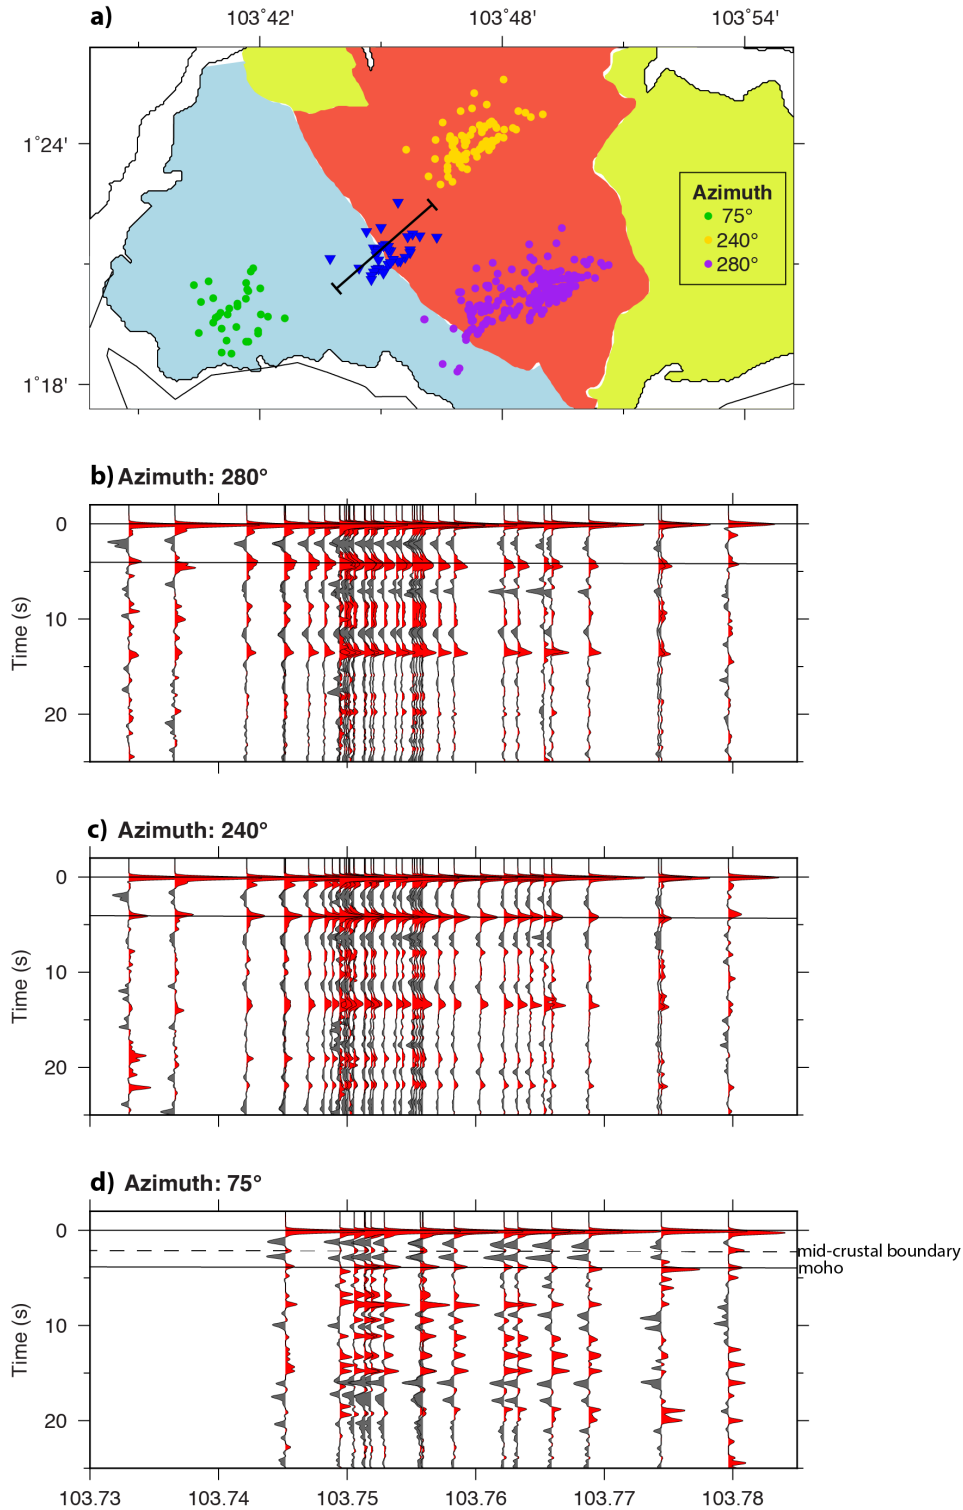 a)
103°42' 103°48' 103°54'
1°24'
1°18'
Azimuth
75°
240°
280°
b) Azimuth: 280°
0
10
20
Time (s)
c) Azimuth: 240°
0
10
20
Time (s)
d) Azimuth: 75°
0
10
20
Time (s)
mid-crustal boundary
moho
103.73 103.74 103.75 103.76 103.77 103.78